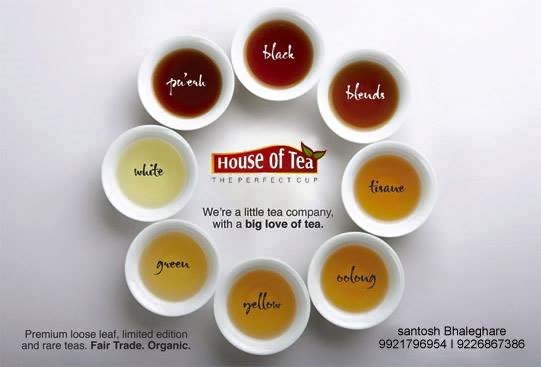 black
pu'erh
blends
HOUSE OF TEA
THE PERFECT CUP
white
tisane
We're a little tea company,
with a big love of tea.
green
oolong
yellow
Premium loose leaf, limited edition
and rare teas. Fair Trade. Organic.
santosh Bhaleghare
9921796954 I 9226867386